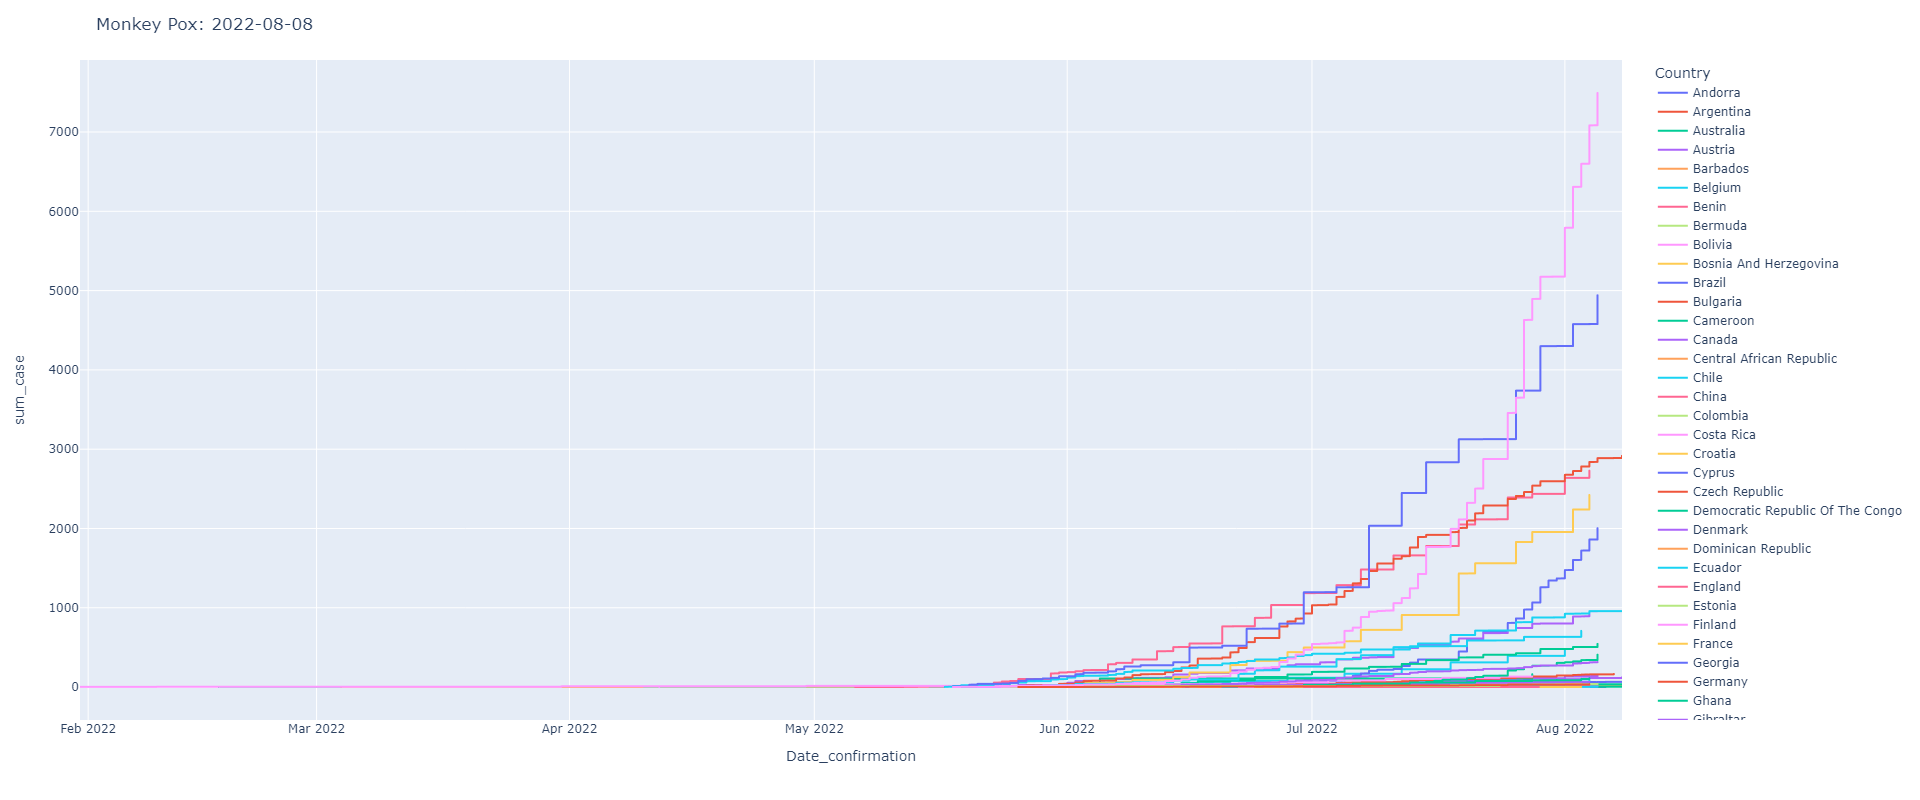 Monkey Pox: 2022-08-08
Country
Andorra
Argentina
Australia
Austria
Barbados
Belgium
Benin
Bermuda
Bolivia
Bosnia And Herzegovina
Brazil
Bulgaria
Cameroon
Canada
Central African Republic
Chile
China
Colombia
Costa Rica
Croatia
Cyprus
Czech Republic
Democratic Republic Of The Congo
Denmark
Dominican Republic
Ecuador
England
Estonia
Finland
France
Georgia
Germany
Ghana
Gibraltar
7000
6000
5000
4000
3000
2000
1000
0
sum_case
Feb 2022
Mar 2022
Apr 2022
May 2022
Jun 2022
Jul 2022
Aug 2022
Date_confirmation